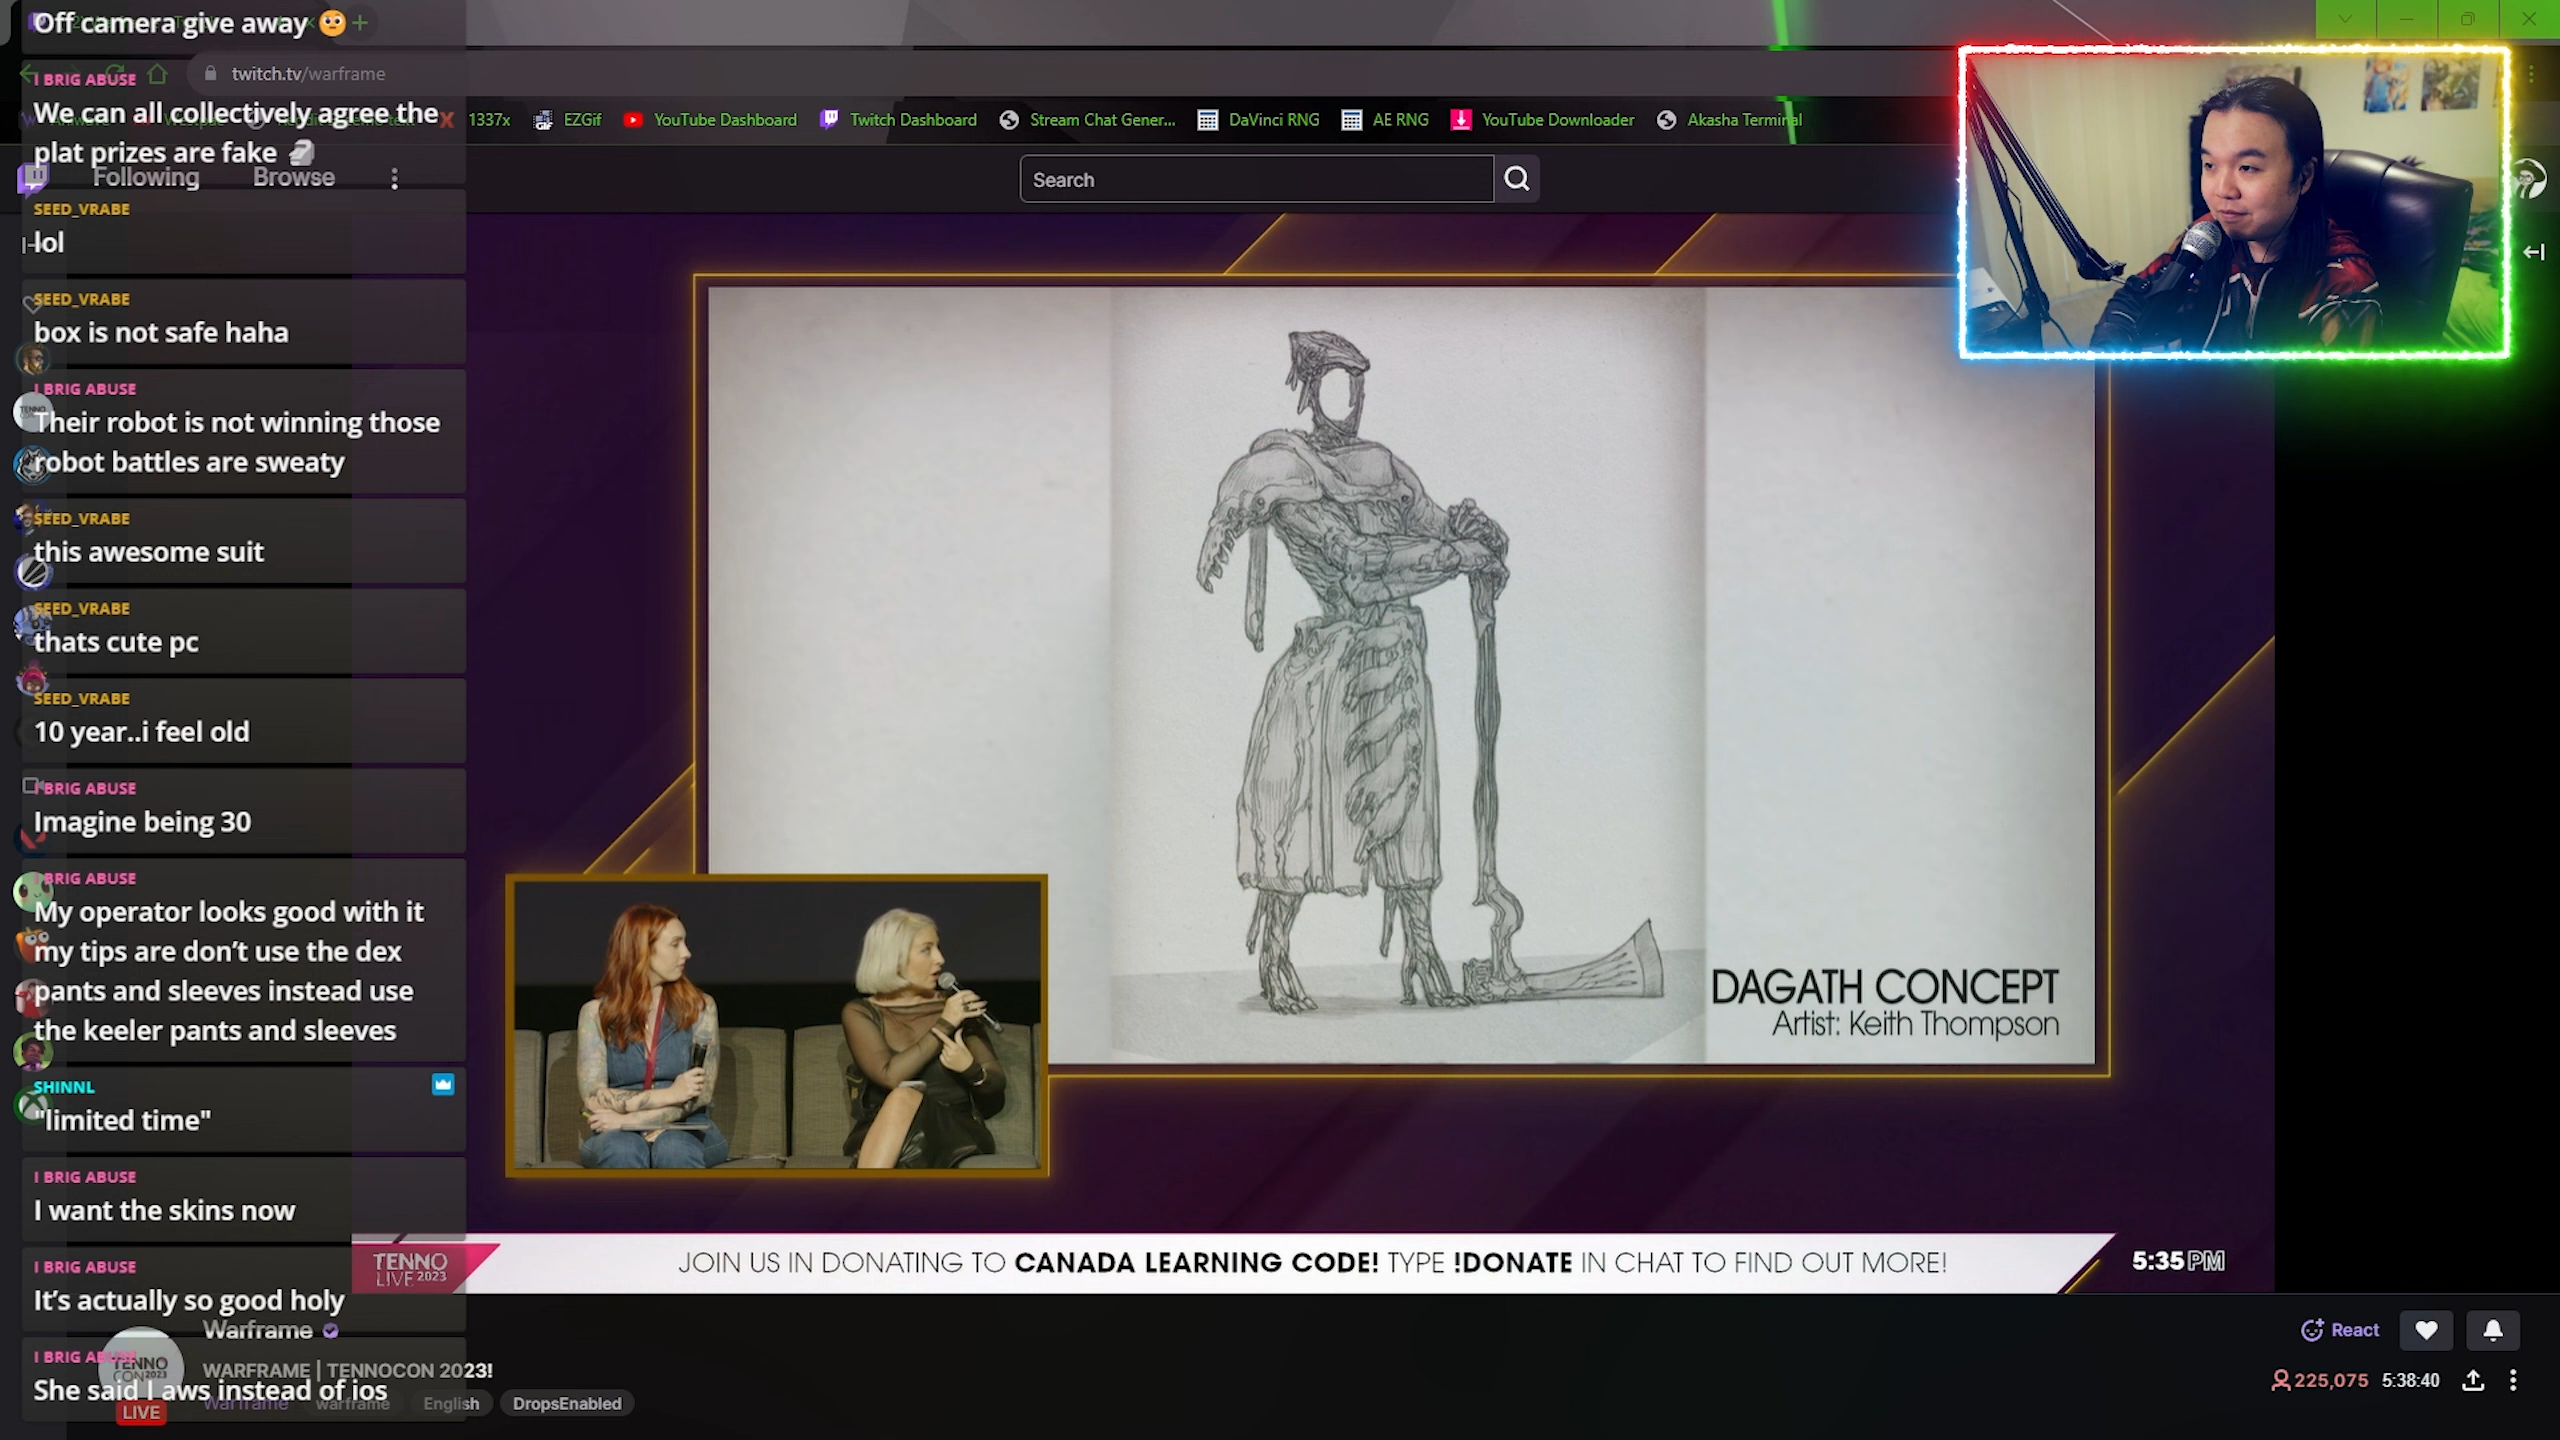 Off camera give away
I BRIG ABUSE
We can all collectively agree the
plat prizes are fake
SEED_VRABE
lol
SEED_VRABE
box is not safe haha
I BRIG ABUSE
Their robot is not winning those
robot battles are sweaty
SEED_VRABE
this awesome suit
SEED_VRABE
thats cute pc
SEED_VRABE
10 year..i feel old
I BRIG ABUSE
Imagine being 30
I BRIG ABUSE
My operator looks good with it
my tips are don’t use the dex
pants and sleeves instead use
the keeler pants and sleeves
SHINNL
"limited time"
I BRIG ABUSE
I want the skins now
I BRIG ABUSE
It’s actually so good holy
I BRIG ABUSE
She said I aws instead of ios
twitch.tv/warframe
1337x
EZGif
YouTube Dashboard
Twitch Dashboard
Stream Chat Gener...
DaVinci RNG
AE RNG
YouTube Downloader
Akasha Terminal
Following
Browse
Search
DAGATH CONCEPT
Artist: Keith Thompson
TENNO
LIVE 2023
JOIN US IN DONATING TO CANADA LEARNING CODE! TYPE !DONATE IN CHAT TO FIND OUT MORE!
5:35PM
TENNO
CON2023
LIVE
Warframe
WARFRAME | TENNOCON 2023!
Warframe
warframe
English
DropsEnabled
React
225,075
5:38:40